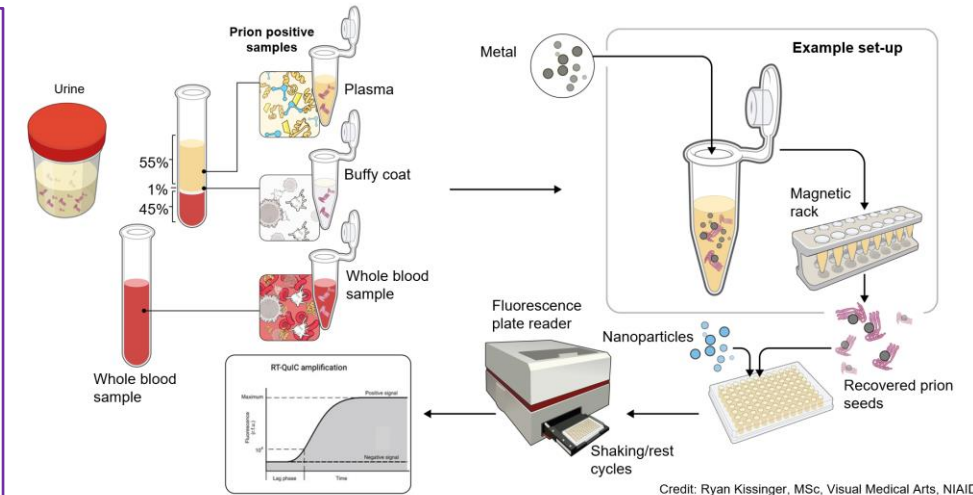 Urine
55%
1%
45%
Whole blood
sample
Prion positive
samples
Plasma
Buffy coat
Whole blood
sample
Metal
Example set-up
Magnetic
rack
Nanoparticles
Recovered prion
seeds
Fluorescence
plate reader
Shaking/rest
cycles
RT-QuIC amplification
Maximum
Positive signal
Fluorescence
Negative signal
Lag phase
Time
Credit: Ryan Kissinger, MSc, Visual Medical Arts, NIAID